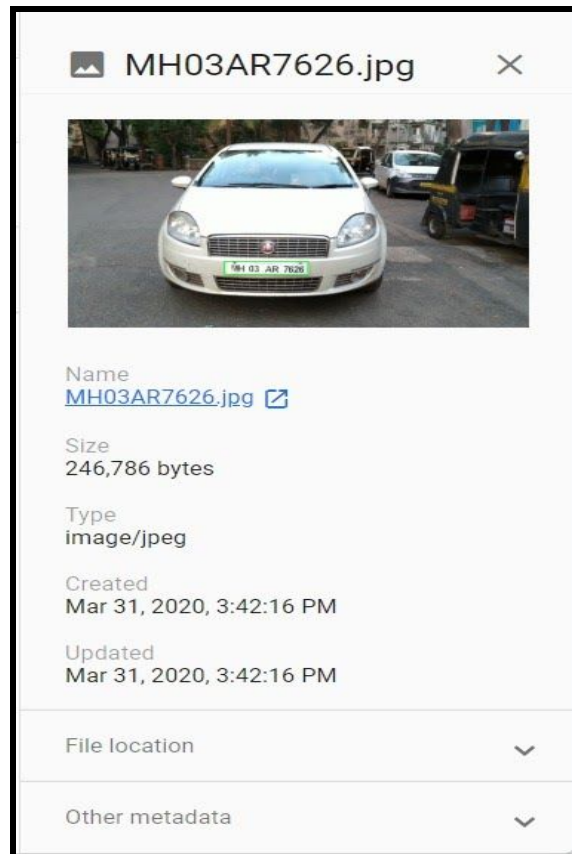 MH03AR7626.jpg
MH 03 AR 7626
Name
MH03AR7626.jpg
Size
246,786 bytes
Type
image/jpeg
Created
Mar 31, 2020, 3:42:16 PM
Updated
Mar 31, 2020, 3:42:16 PM
File location
Other metadata